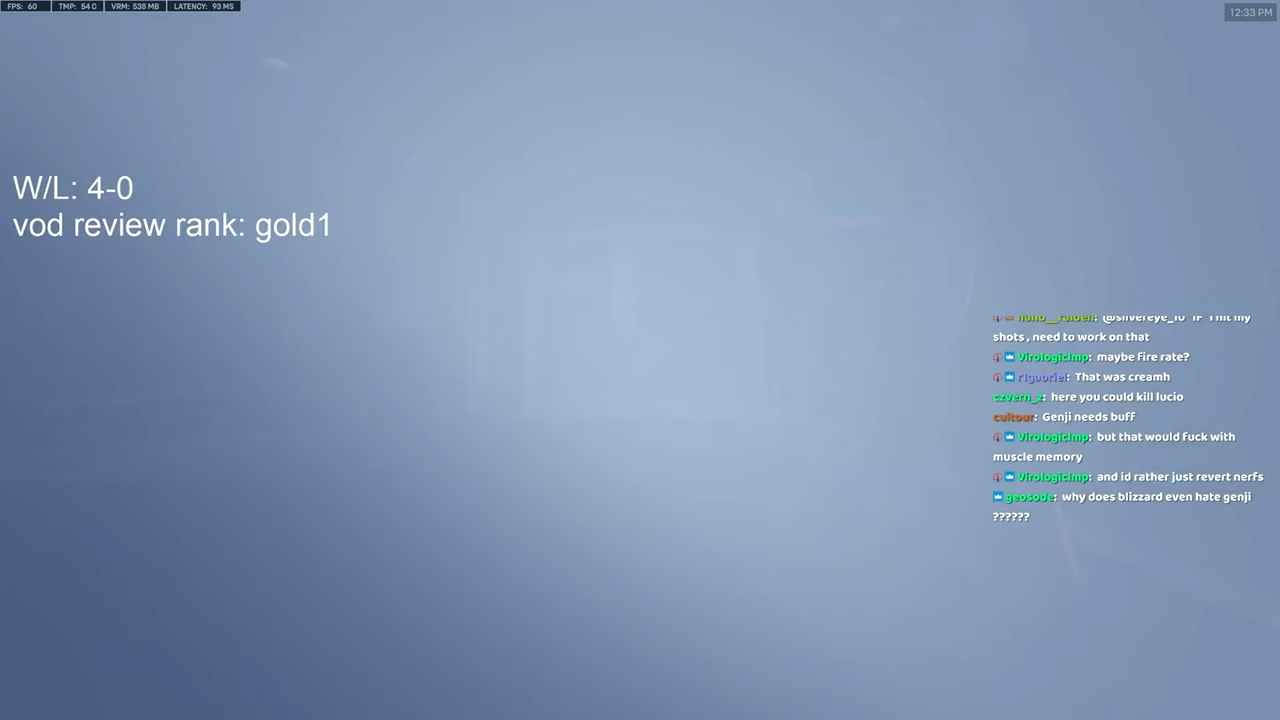 FPS: 60 TMP: 54 C VRM: 538 MB LATENCY: 93 MS
12:33 PM
W/L: 4-0
vod review rank: gold1
shots , need to work on that
VirologicImp: maybe fire rate?
r1gabriel: That was creamh
czvern_z: here you could kill lucio
cultour: Genji needs buff
VirologicImp: but that would fuck with
muscle memory
VirologicImp: and id rather just revert nerfs
geosode: why does blizzard even hate genji
??????